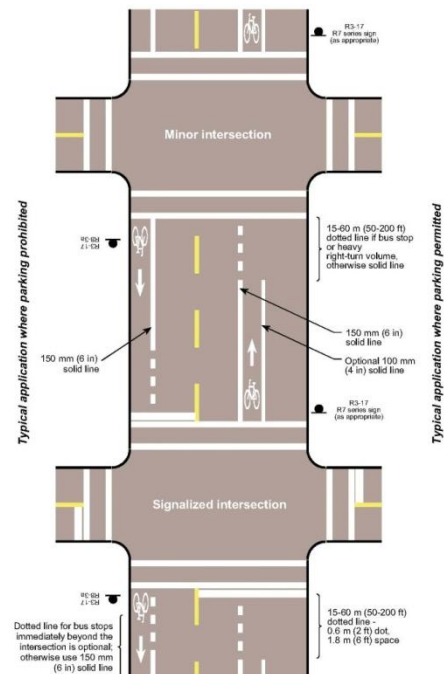 R3-17
R7 series sign
(as appropriate)
Minor intersection
Typical application where parking prohibited
Typical application where parking permitted
R3-17
R8-3a
15-60 m (50-200 ft)
dotted line if bus stop
or heavy
right-turn volume,
otherwise solid line
150 mm (6 in)
solid line
150 mm (6 in)
solid line
Optional 100 mm
(4 in) solid line
R3-17
R7 series sign
(as appropriate)
Signalized intersection
R3-17
R8-3a
Dotted line for bus stops
immediately beyond the
intersection is optional;
otherwise use 150 mm
(6 in) solid line
15-60 m (50-200 ft)
dotted line -
0.6 m (2 ft) dot,
1.8 m (6 ft) space